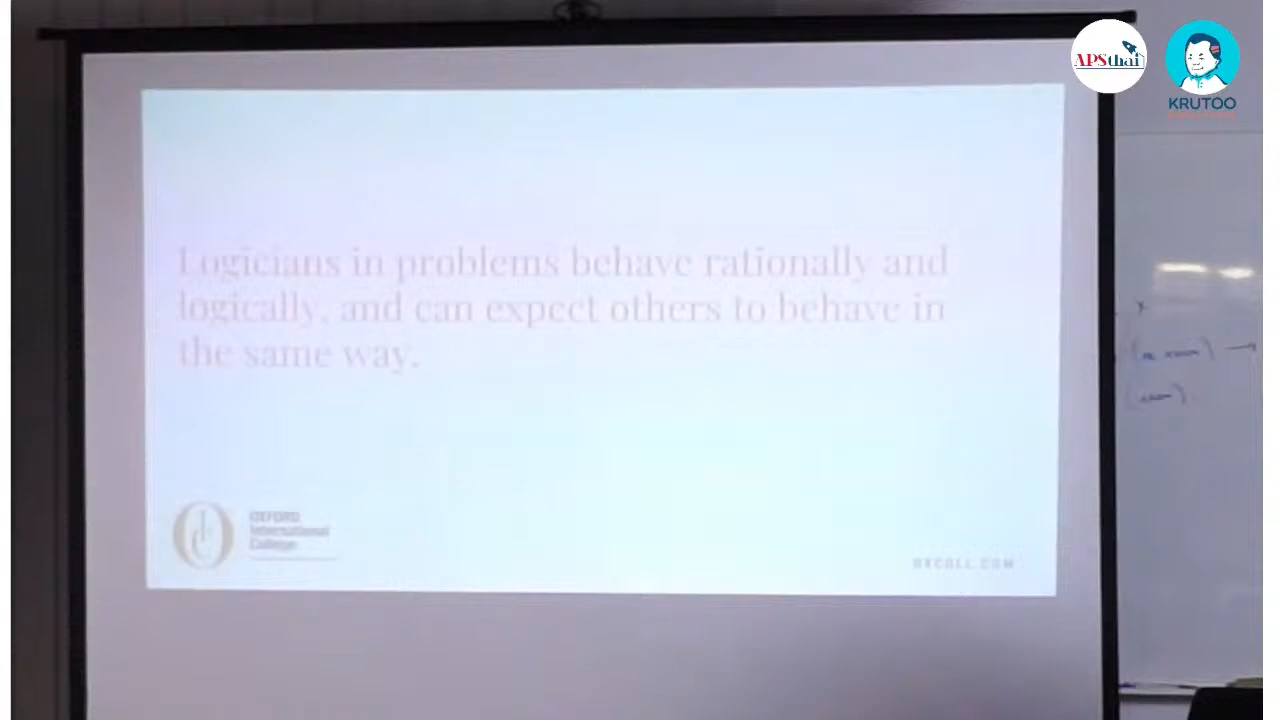 APSthai
KRUTOO
Logicians in problems behave rationally and
logically, and can expect others to behave in
the same way.
OXFORD
International
College
OXCOLL.COM